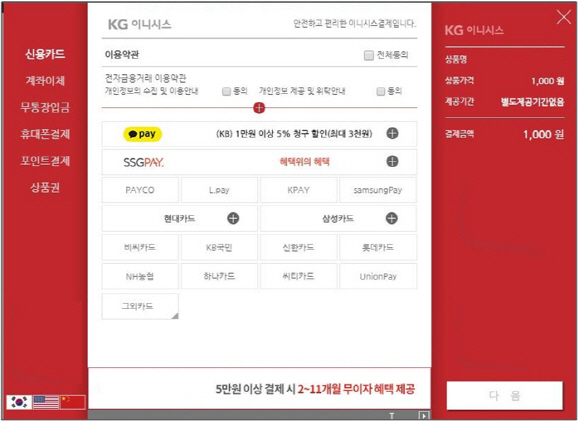 KG 이니시스
안전하고 편리한 이니시스결제입니다.
신용카드
계좌이체
무통장입금
휴대폰결제
포인트결제
상품권
이용약관
전체동의
전자금융거래 이용약관
개인정보의 수집 및 이용안내 동의 개인정보 제공 및 위탁안내 동의
pay (KB) 1만원 이상 5% 청구 할인(최대 3천원)
SSGPAY. 혜택위의 혜택
PAYCO L.pay KPAY samsungPay
현대카드 삼성카드
비씨카드 KB국민 신한카드 롯데카드
NH농협 하나카드 씨티카드 UnionPay
그외카드
5만원 이상 결제 시 2~11개월 무이자 혜택 제공
T
KG 이니시스
상품명
상품가격 1,000 원
제공기간 별도제공기간없음
결제금액 1,000 원
다 음